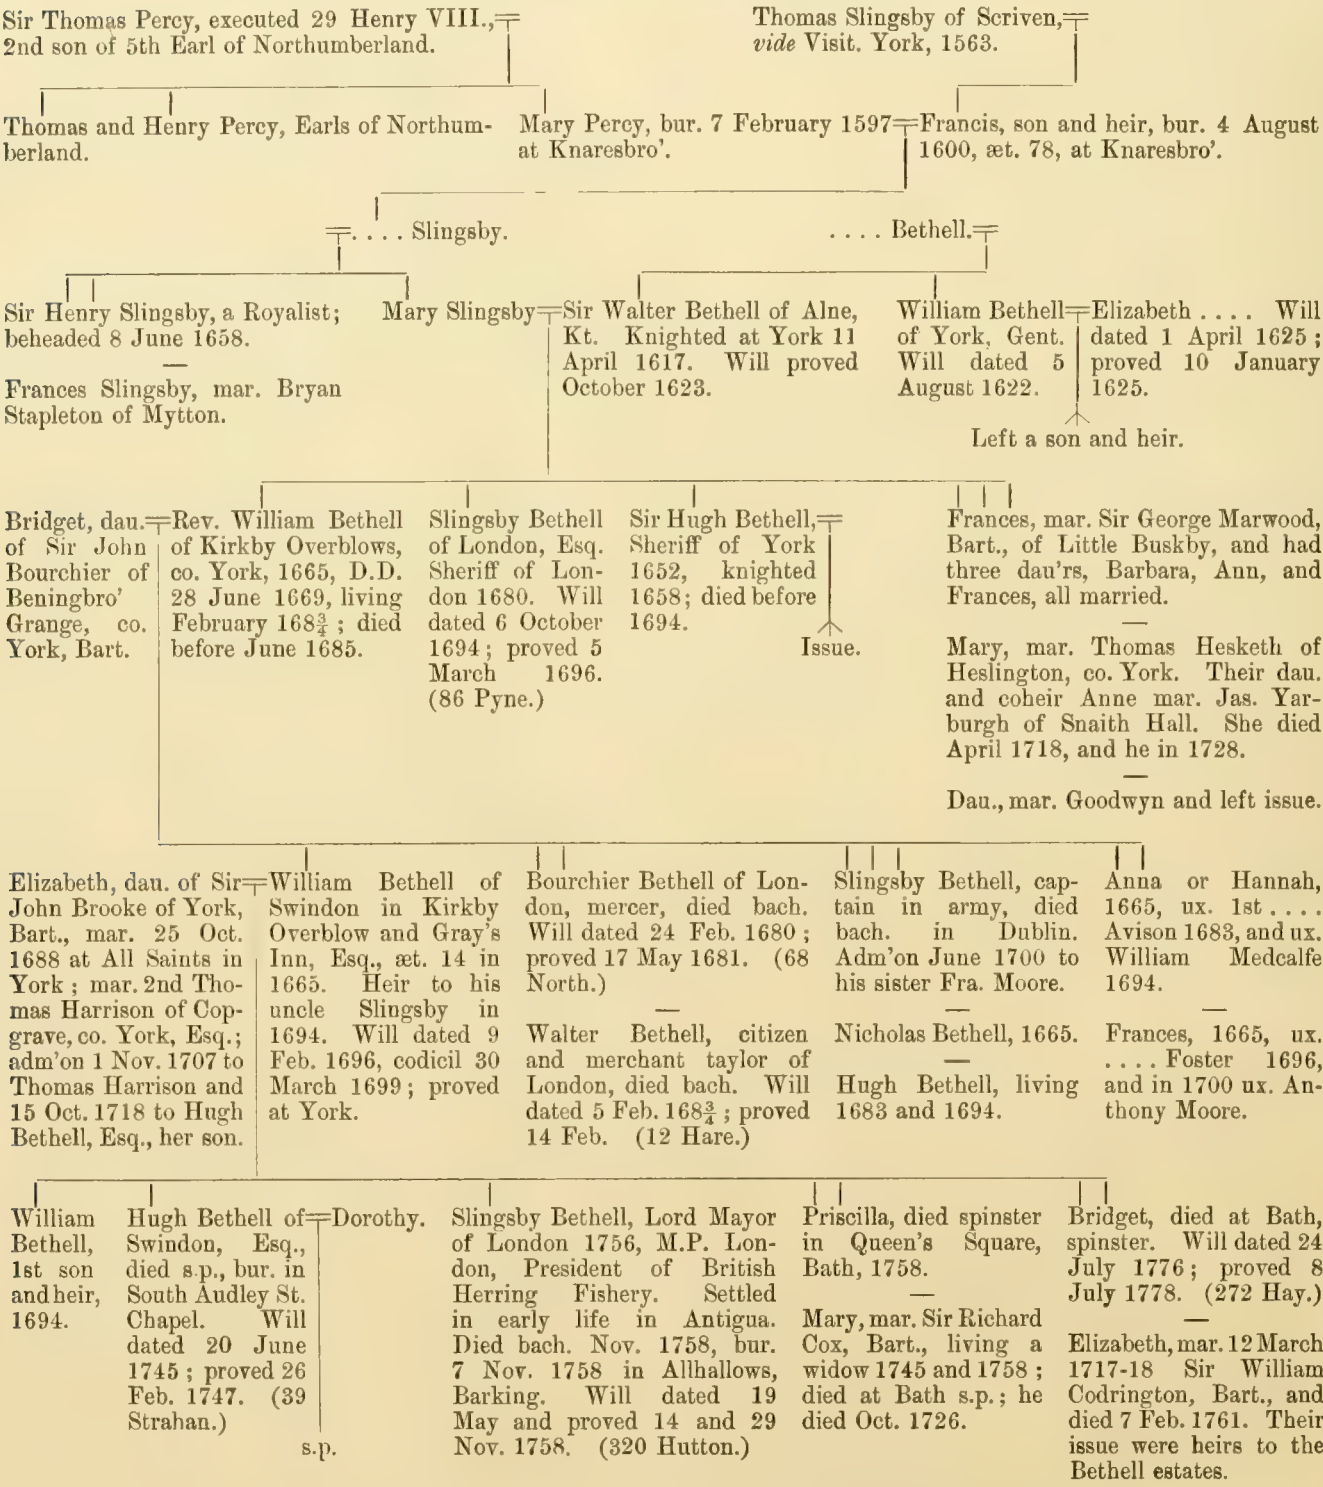 Sir Thomas Percy, executed 29 Henry VIII.,
2nd son of 5th Earl of Northumberland.
Thomas Slingsby of Scriven,
vide Visit. York, 1563.
Thomas and Henry Percy, Earls of Northum-
berland.
Mary Percy, bur. 7 February 1597
at Knaresbro'.
Francis, son and heir, bur. 4 August
1600, æt. 78, at Knaresbro'.
. . . . Slingsby.
. . . . Bethell.
Sir Henry Slingsby, a Royalist;
beheaded 8 June 1658.
—
Frances Slingsby, mar. Bryan
Stapleton of Mytton.
Mary Slingsby
Sir Walter Bethell of Alne,
Kt. Knighted at York 11
April 1617. Will proved
October 1623.
William Bethell
of York, Gent.
Will dated 5
August 1622.
Elizabeth . . . . Will
dated 1 April 1625;
proved 10 January
1625.
Left a son and heir.
Bridget, dau.
of Sir John
Bourchier of
Beningbro'
Grange, co.
York, Bart.
Rev. William Bethell
of Kirkby Overblows,
co. York, 1665, D.D.
28 June 1669, living
February 168¾; died
before June 1685.
Slingsby Bethell
of London, Esq.
Sheriff of Lon-
don 1680. Will
dated 6 October
1694; proved 5
March 1696.
(86 Pyne.)
Sir Hugh Bethell,
Sheriff of York
1652, knighted
1658; died before
1694.
Issue.
Frances, mar. Sir George Marwood,
Bart., of Little Buskby, and had
three dau'rs, Barbara, Ann, and
Frances, all married.
—
Mary, mar. Thomas Hesketh of
Heslington, co. York. Their dau.
and coheir Anne mar. Jas. Yar-
burgh of Snaith Hall. She died
April 1718, and he in 1728.
—
Dau., mar. Goodwyn and left issue.
Elizabeth, dau. of Sir
John Brooke of York,
Bart., mar. 25 Oct.
1688 at All Saints in
York; mar. 2nd Tho-
mas Harrison of Cop-
grave, co. York, Esq.;
adm'on 1 Nov. 1707 to
Thomas Harrison and
15 Oct. 1718 to Hugh
Bethell, Esq., her son.
William Bethell of
Swindon in Kirkby
Overblow and Gray's
Inn, Esq., æt. 14 in
1665. Heir to his
uncle Slingsby in
1694. Will dated 9
Feb. 1696, codicil 30
March 1699; proved
at York.
Bourchier Bethell of Lon-
don, mercer, died bach.
Will dated 24 Feb. 1680;
proved 17 May 1681. (68
North.)
—
Walter Bethell, citizen
and merchant taylor of
London, died bach. Will
dated 5 Feb. 168¾; proved
14 Feb. (12 Hare.)
Slingsby Bethell, cap-
tain in army, died
bach. in Dublin.
Adm'on June 1700 to
his sister Fra. Moore.
—
Nicholas Bethell, 1665.
—
Hugh Bethell, living
1683 and 1694.
Anna or Hannah,
1665, ux. 1st . . . .
Avison 1683, and ux.
William Medcalfe
1694.
—
Frances, 1665, ux.
. . . . Foster 1696,
and in 1700 ux. An-
thony Moore.
William
Bethell,
1st son
and heir,
1694.
Hugh Bethell of
Swindon, Esq.,
died s.p., bur. in
South Audley St.
Chapel. Will
dated 20 June
1745; proved 26
Feb. 1747. (39
Strahan.)
Dorothy.
s.p.
Slingsby Bethell, Lord Mayor
of London 1756, M.P. Lon-
don, President of British
Herring Fishery. Settled
in early life in Antigua.
Died bach. Nov. 1758, bur.
7 Nov. 1758 in Allhallows,
Barking. Will dated 19
May and proved 14 and 29
Nov. 1758. (320 Hutton.)
Priscilla, died spinster
in Queen's Square,
Bath, 1758.
—
Mary, mar. Sir Richard
Cox, Bart., living a
widow 1745 and 1758;
died at Bath s.p.; he
died Oct. 1726.
Bridget, died at Bath,
spinster. Will dated 24
July 1776; proved 8
July 1778. (272 Hay.)
—
Elizabeth, mar. 12 March
1717-18 Sir William
Codrington, Bart., and
died 7 Feb. 1761. Their
issue were heirs to the
Bethell estates.